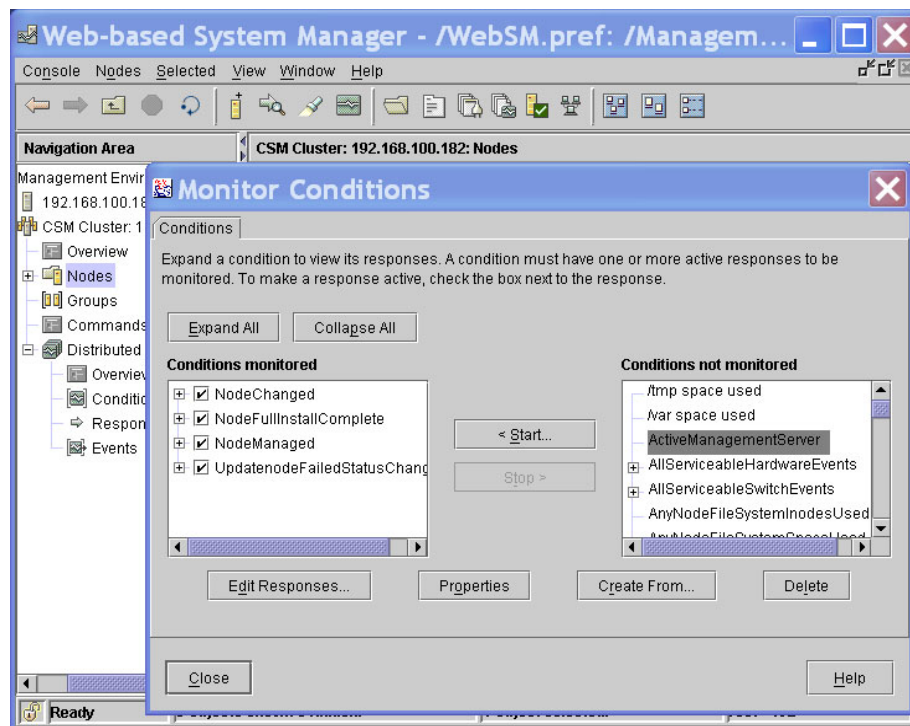 Web-based System Manager - /WebSM.pref: /Managem...
Console Nodes Selected View Window Help
Navigation Area
CSM Cluster: 192.168.100.182: Nodes
Management Envir
192.168.100.18
CSM Cluster: 1
Overview
Nodes
Groups
Commands
Distributed
Overview
Conditio
Respon
Events
Monitor Conditions
Conditions
Expand a condition to view its responses. A condition must have one or more active responses to be
monitored. To make a response active, check the box next to the response.
Expand All Collapse All
Conditions monitored
NodeChanged
NodeFullInstallComplete
NodeManaged
UpdatenodeFailedStatusChang
< Start...
Stop >
Conditions not monitored
/tmp space used
/var space used
ActiveManagementServer
AllServiceableHardwareEvents
AllServiceableSwitchEvents
AnyNodeFileSystemInodesUsed
Edit Responses... Properties Create From... Delete
Close Help
Ready